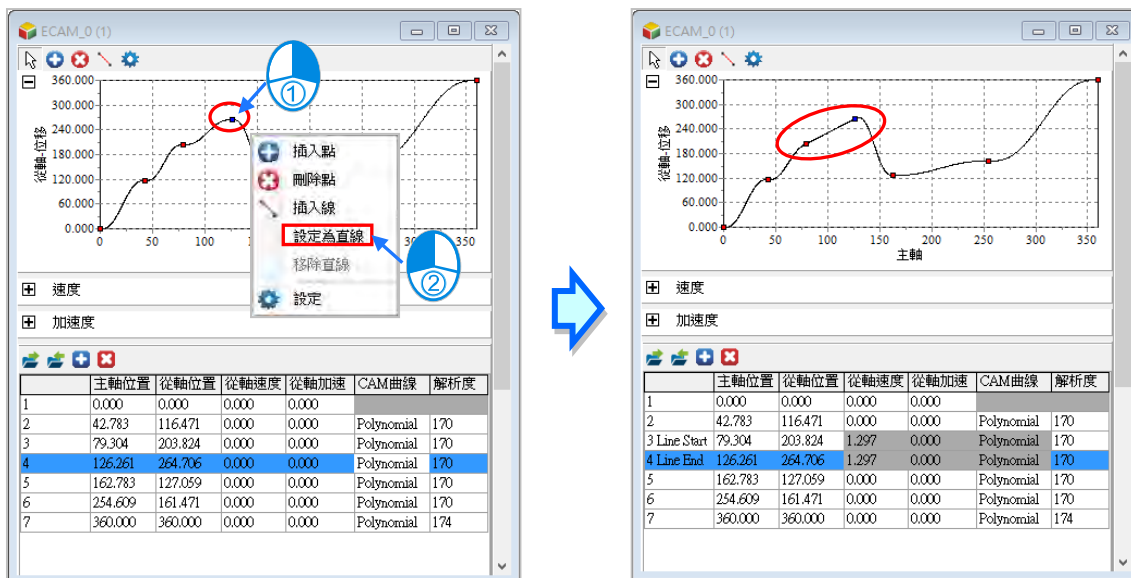 ECAM_0 (1)
360.000
300.000
240.000
180.000
120.000
60.000
0.000
從軸-位移
0 50 100 1 3 350
①
插入點
刪除點
插入線
設定為直線
移除直線
設定
②
速度
加速度
主軸位置 從軸位置 從軸速度 從軸加速 CAM曲線 解析度
1 0.000 0.000 0.000 0.000
2 42.783 116.471 0.000 0.000 Polynomial 170
3 79.304 203.824 0.000 0.000 Polynomial 170
4 126.261 264.706 0.000 0.000 Polynomial 170
5 162.783 127.059 0.000 0.000 Polynomial 170
6 254.609 161.471 0.000 0.000 Polynomial 170
7 360.000 360.000 0.000 0.000 Polynomial 174
ECAM_0 (1)
360.000
300.000
240.000
180.000
120.000
60.000
0.000
從軸-位移
0 50 100 150 200 250 300 350
主軸
速度
加速度
主軸位置 從軸位置 從軸速度 從軸加速 CAM曲線 解析度
1 0.000 0.000 0.000 0.000
2 42.783 116.471 0.000 0.000 Polynomial 170
3 Line Start 79.304 203.824 1.297 0.000 Polynomial 170
4 Line End 126.261 264.706 1.297 0.000 Polynomial 170
5 162.783 127.059 0.000 0.000 Polynomial 170
6 254.609 161.471 0.000 0.000 Polynomial 170
7 360.000 360.000 0.000 0.000 Polynomial 174